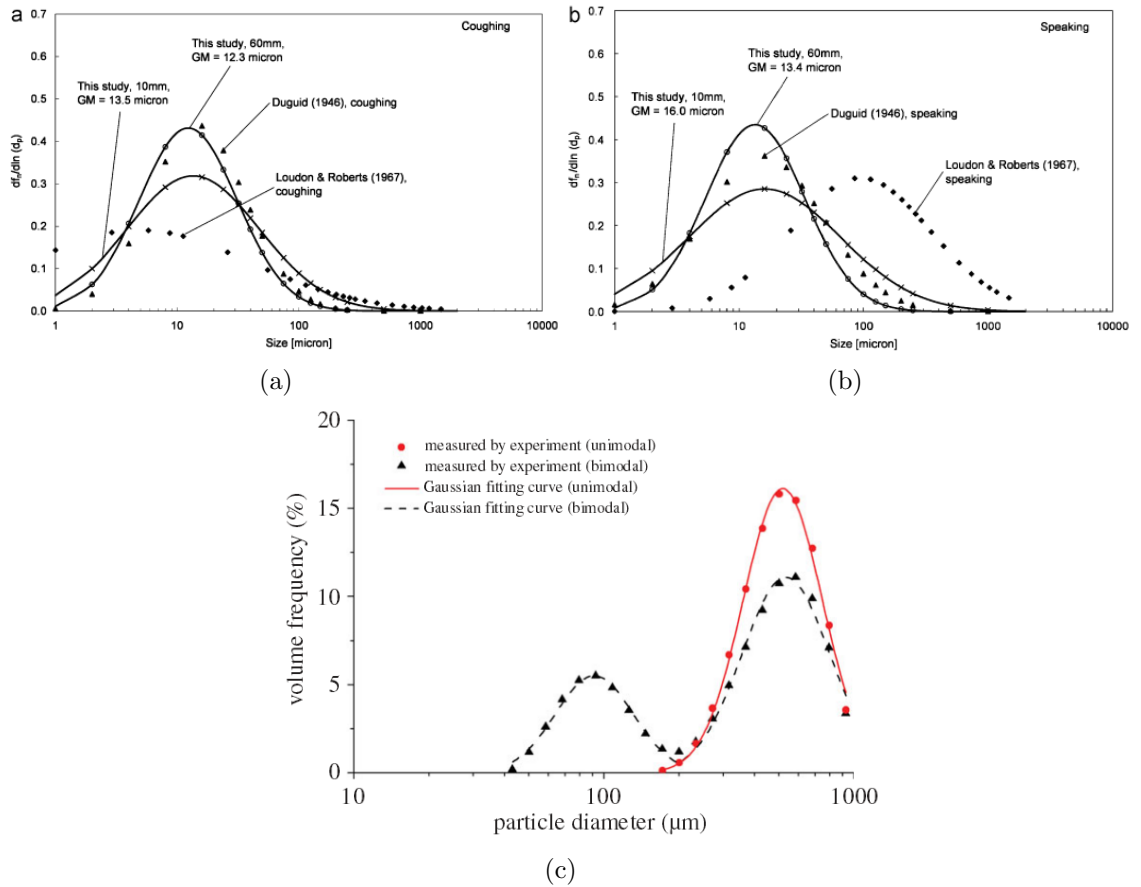 a
Coughing
0.7
0.6
0.5
0.4
0.3
0.2
0.1
0.0
df_n/dln (d_p)
This study, 60mm,
GM = 12.3 micron
This study, 10mm,
GM = 13.5 micron
Duguid (1946), coughing
Loudon & Roberts (1967),
coughing
1 10 100 1000 10000
Size [micron]
(a)
b
Speaking
0.7
0.6
0.5
0.4
0.3
0.2
0.1
0.0
df_n/dln (d_p)
This study, 60mm,
GM = 13.4 micron
This study, 10mm,
GM = 16.0 micron
Duguid (1946), speaking
Loudon & Roberts (1967),
speaking
1 10 100 1000 10000
Size [micron]
(b)
20
15
10
5
0
volume frequency (%)
measured by experiment (unimodal)
measured by experiment (bimodal)
Gaussian fitting curve (unimodal)
Gaussian fitting curve (bimodal)
10 100 1000
particle diameter (µm)
(c)